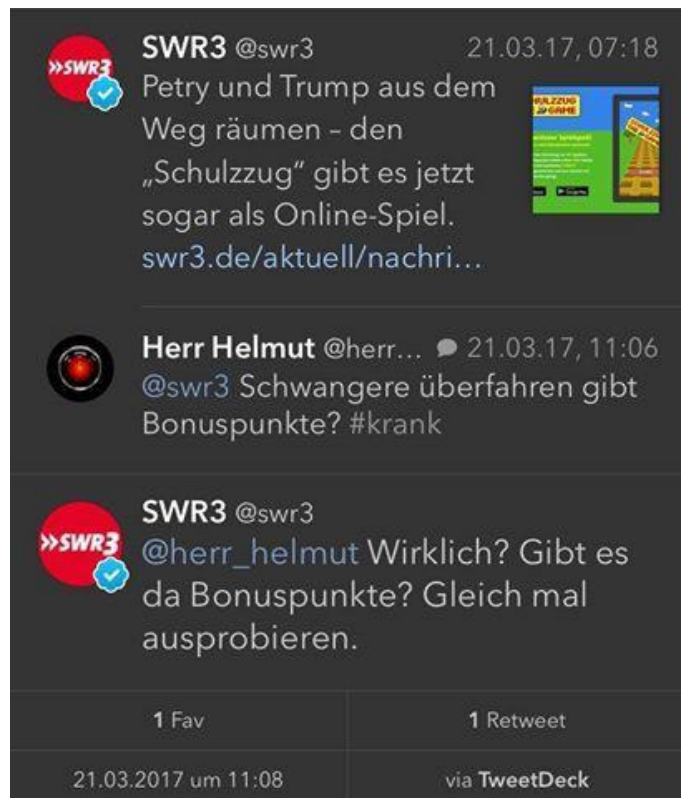 »SWR3
SWR3 @swr3 21.03.17, 07:18
Petry und Trump aus dem
Weg räumen – den
„Schulzzug“ gibt es jetzt
sogar als Online-Spiel.
swr3.de/aktuell/nachri...
GAME
Herr Helmut @herr... 21.03.17, 11:06
@swr3 Schwangere überfahren gibt
Bonuspunkte? #krank
»SWR3
SWR3 @swr3
@herr_helmut Wirklich? Gibt es
da Bonuspunkte? Gleich mal
ausprobieren.
1 Fav 1 Retweet
21.03.2017 um 11:08 via TweetDeck